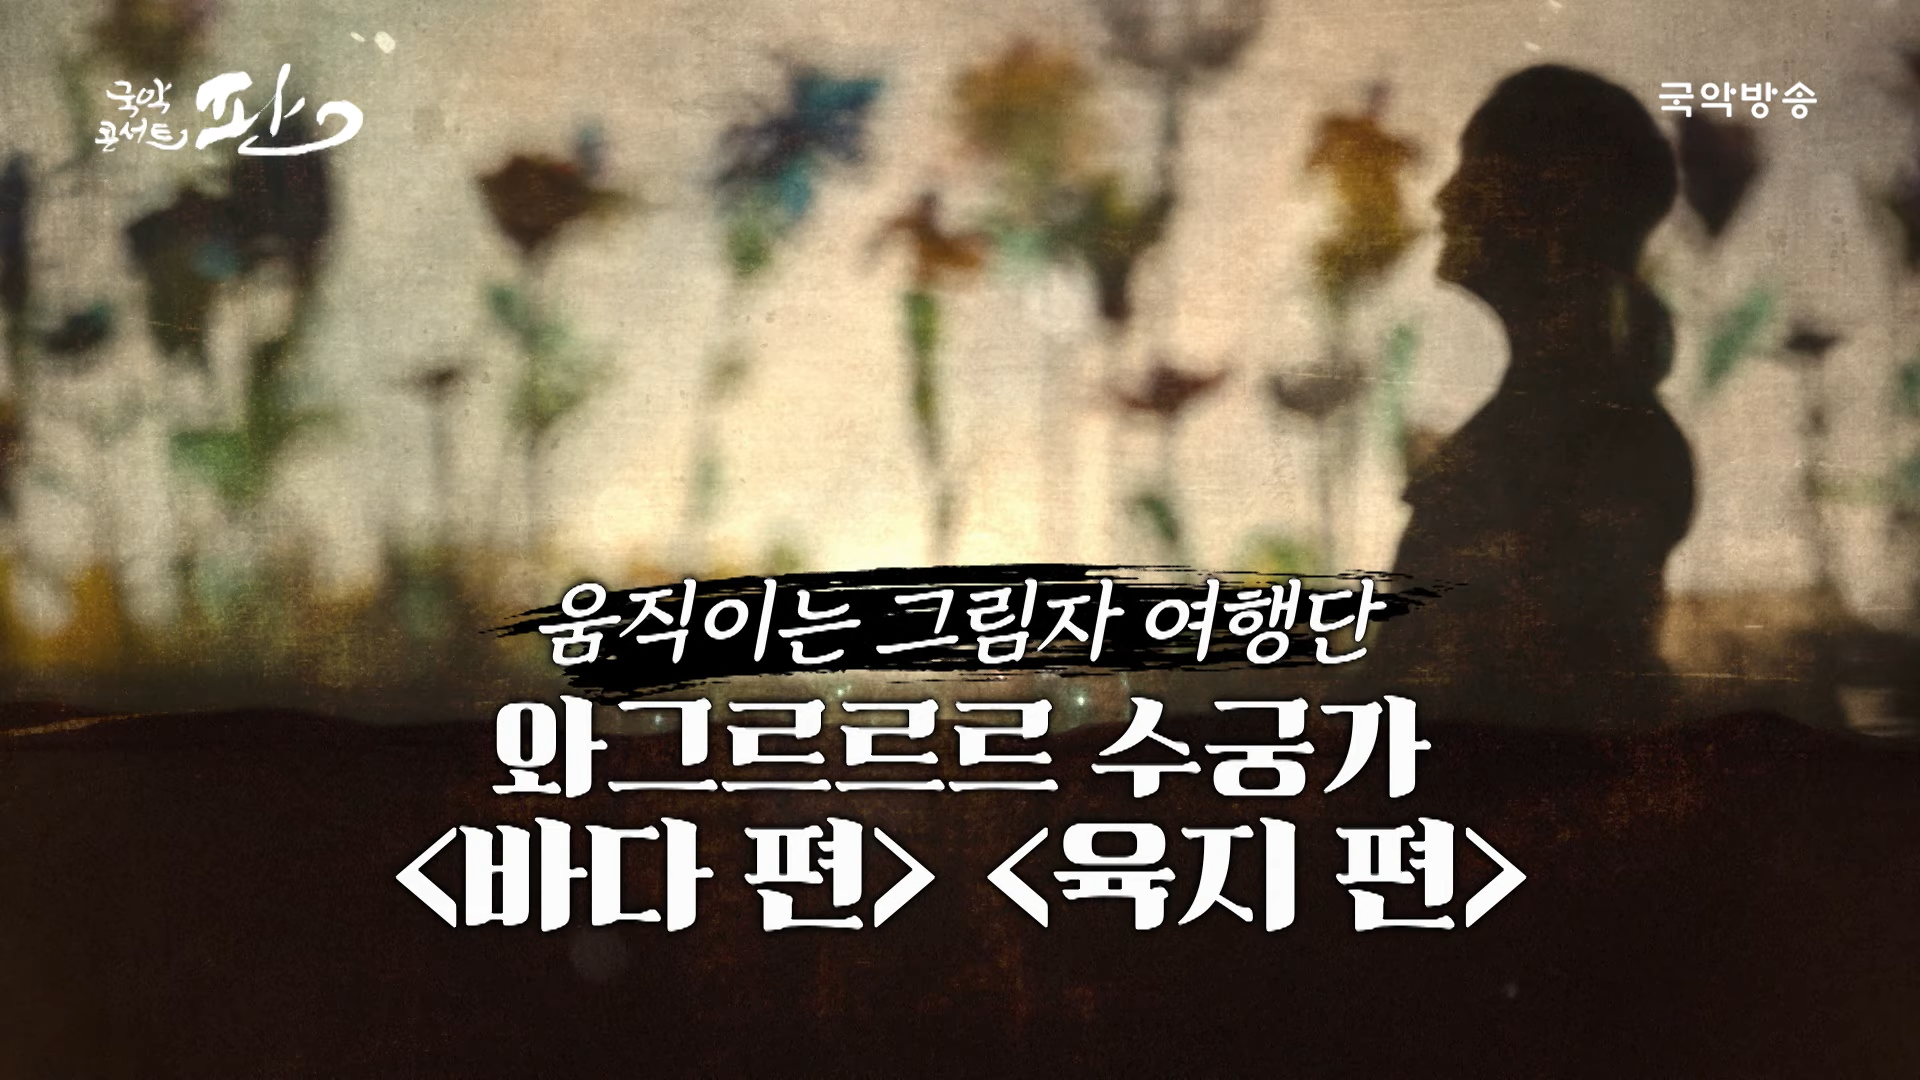 국악
콘서트 판
국악방송
움직이는 그림자 여행단
와그르르르 수궁가
<바다 편> <육지 편>